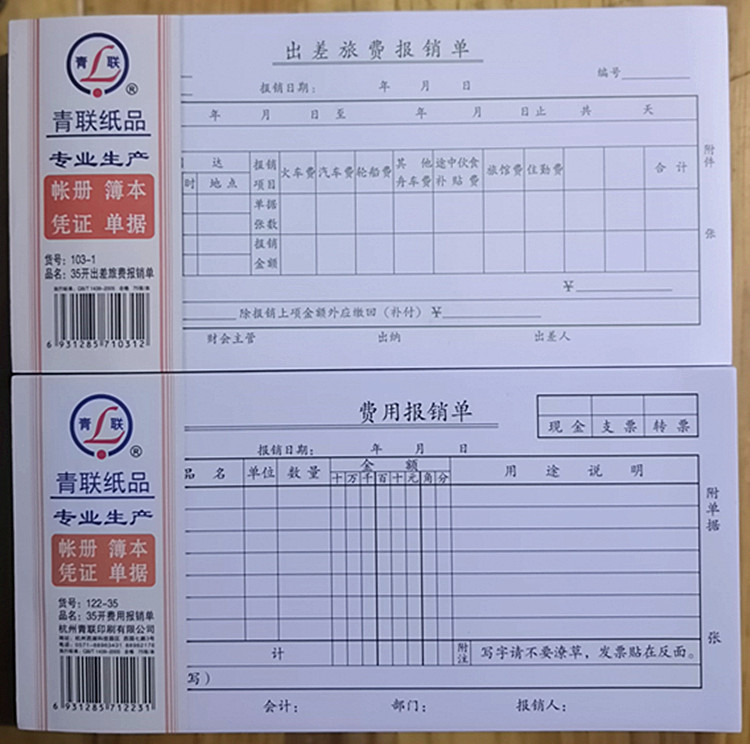 青 L 联 ®
青联纸品
专业生产
帐册 簿本
凭证 单据
货号：103-1
品名：35开出差旅费报销单
6 931285 710312
出差旅费报销单
报销日期： 年 月 日
编号
年 月 日 至 年 月 日止 共 天
达
时 地点
报销项目 火车费 汽车费 轮船费 其他舟车费 途中伙食补贴费 旅馆费 住勤费 合计
单据张数
报销金额
附件 张
¥
除报销上项金额外应缴回（补付）¥
财会主管 出纳 出差人
青 L 联 ®
青联纸品
专业生产
帐册 簿本
凭证 单据
货号：122-35
品名：35开费用报销单
杭州青联印刷有限公司
6 931285 712231
费用报销单
现金 支票 转票
报销日期： 年 月 日
品名 单位 数量 金额 用途说明
十 万 千 百 十 元 角 分
附单据 张
计
附注 写字请不要潦草，发票贴在反面。
写）
会计： 部门： 报销人：